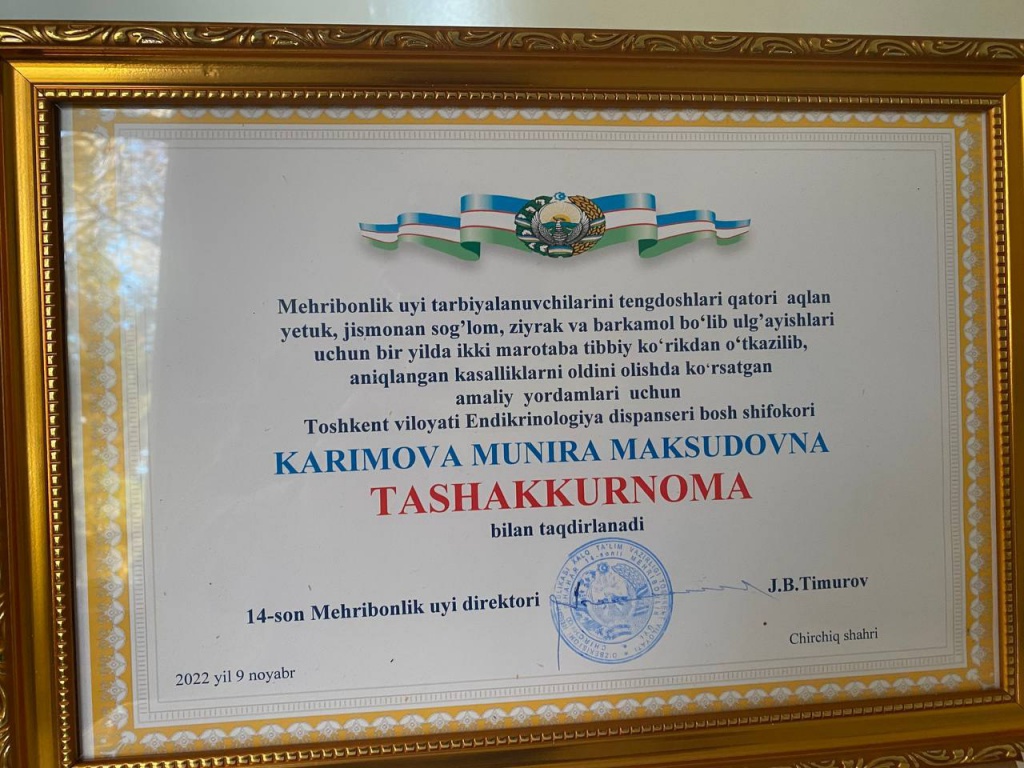 Mehribonlik uyi tarbiyalanuvchilarini tengdoshlari qatori aqlan
yetuk, jismonan sog’lom, ziyrak va barkamol bo‘lib ulg’ayishlari
uchun bir yilda ikki marotaba tibbiy ko‘rikdan o‘tkazilib,
aniqlangan kasalliklarni oldini olishda ko‘rsatgan
amaliy yordamlari uchun
Toshkent viloyati Endikrinologiya dispanseri bosh shifokori
KARIMOVA MUNIRA MAKSUDOVNA
TASHAKKURNOMA
bilan taqdirlanadi
14-son Mehribonlik uyi direktori
J.B.Timurov
Chirchiq shahri
2022 yil 9 noyabr